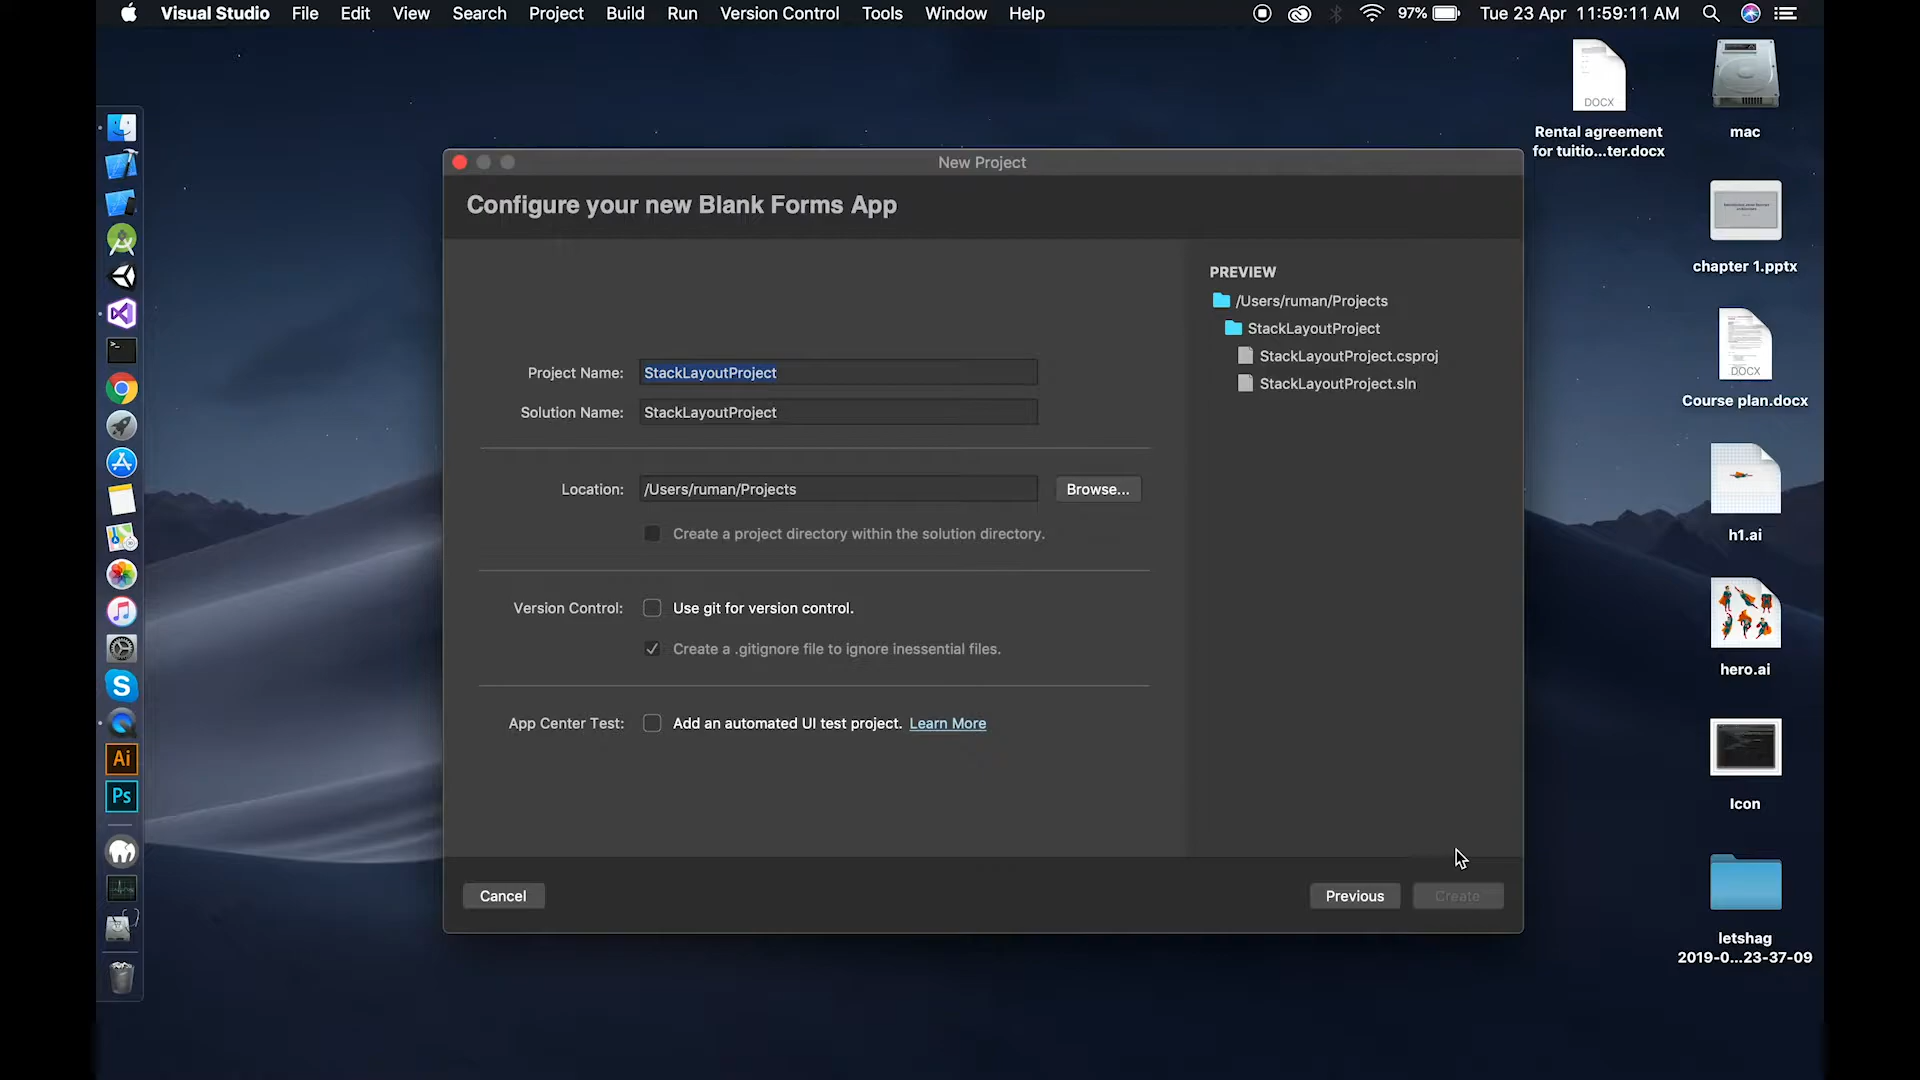 Visual Studio File Edit View Search Project Build Run Version Control Tools Window Help 97% Tue 23 Apr 11:59:11 AM
New Project
Configure your new Blank Forms App
Project Name: StackLayoutProject
Solution Name: StackLayoutProject
Location: /Users/ruman/Projects Browse...
Create a project directory within the solution directory.
Version Control: Use git for version control.
Create a .gitignore file to ignore inessential files.
App Center Test: Add an automated UI test project. Learn More
PREVIEW
/Users/ruman/Projects
StackLayoutProject
StackLayoutProject.csproj
StackLayoutProject.sln
Cancel Previous Create
DOCX
Rental agreement
for tuitio...ter.docx
mac
chapter 1.pptx
DOCX
Course plan.docx
h1.ai
hero.ai
Icon
letshag
2019-0...23-37-09
S
Ai
Ps